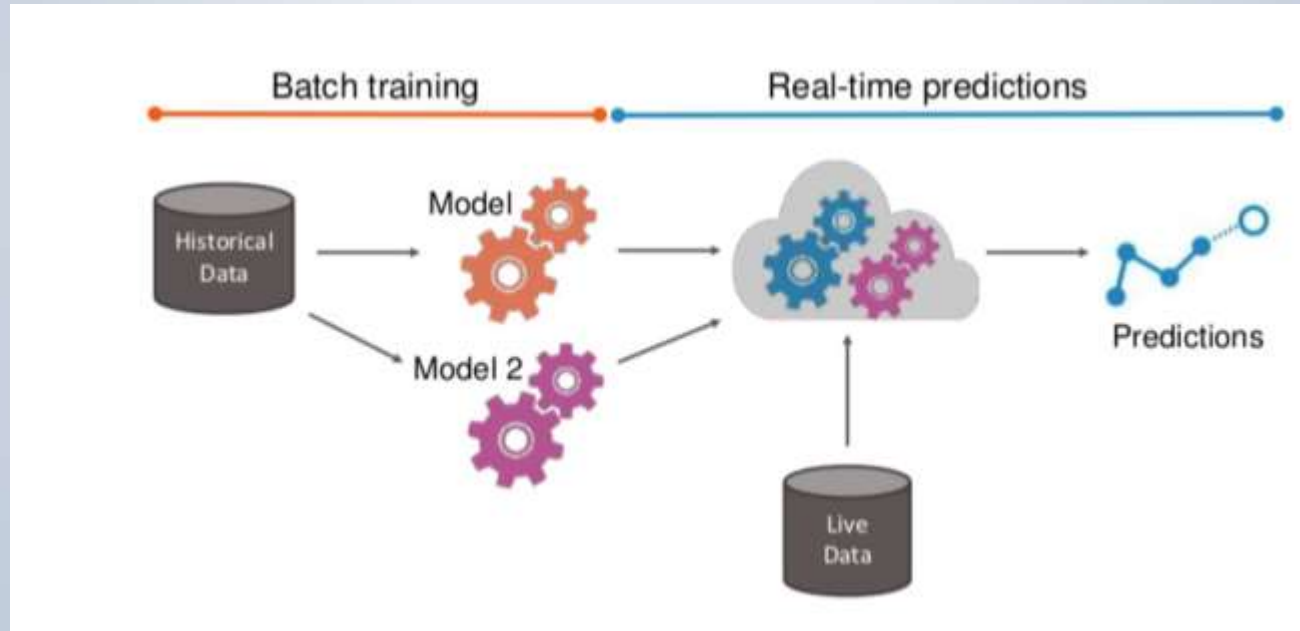 Batch training
Real-time predictions
Historical
Data
Model
Model 2
Predictions
Live
Data